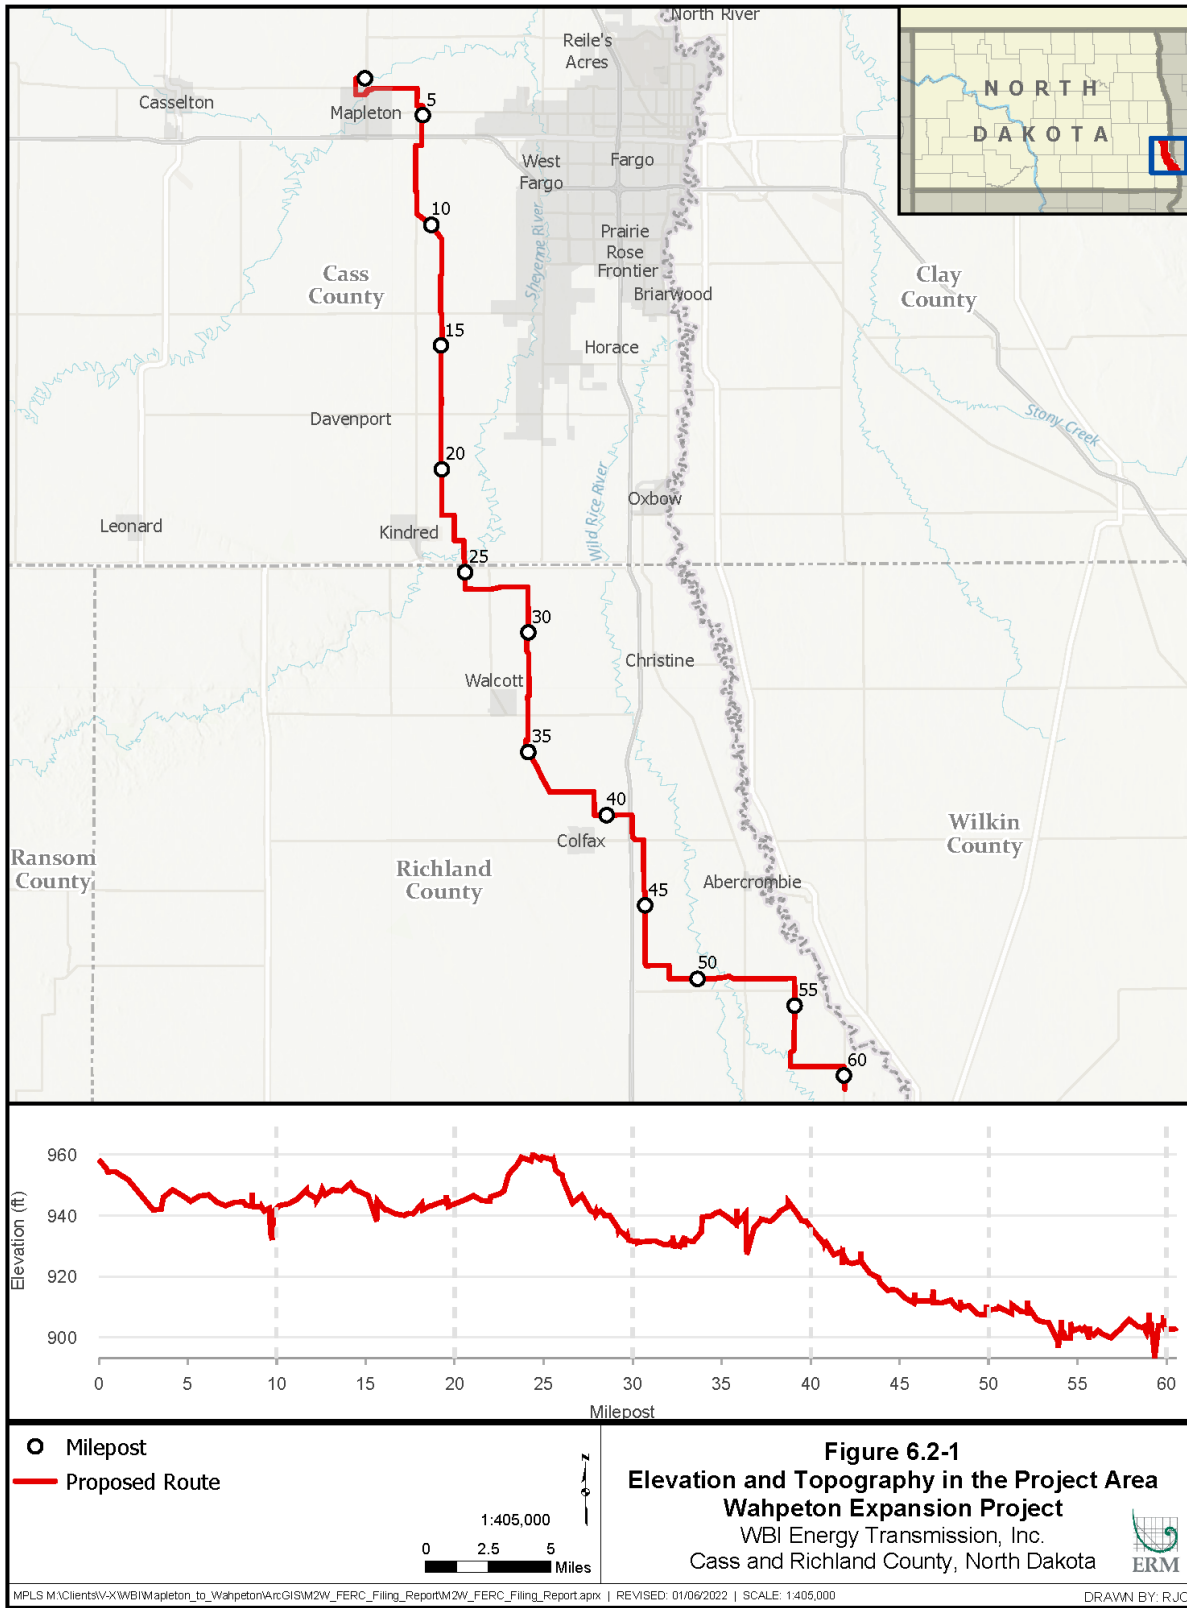 North River
Reile's
Acres
Casselton
Mapleton
5
West
Fargo
Fargo
10
Prairie
Rose
Frontier
Briarwood
Sheyenne River
Cass
County
Clay
County
15
Horace
Davenport
Stony Creek
20
Wild Rice River
Oxbow
Leonard
Kindred
25
30
Christine
Walcott
35
40
Colfax
Wilkin
County
Ransom
County
Richland
County
Abercrombie
45
50
55
60
NORTH
DAKOTA
Elevation (ft)
960
940
920
900
0 5 10 15 20 25 30 35 40 45 50 55 60
Milepost
Milepost
Proposed Route
N
1:405,000
0 2.5 5
Miles
Figure 6.2-1
Elevation and Topography in the Project Area
Wahpeton Expansion Project
WBI Energy Transmission, Inc.
Cass and Richland County, North Dakota
ERM
MPLS M:\Clients\V-X\WBI\Mapleton_to_Wahpeton\ArcGIS\M2W_FERC_Filing_Report\M2W_FERC_Filing_Report.aprx | REVISED: 01/06/2022 | SCALE: 1:405,000
DRAWN BY: RJC